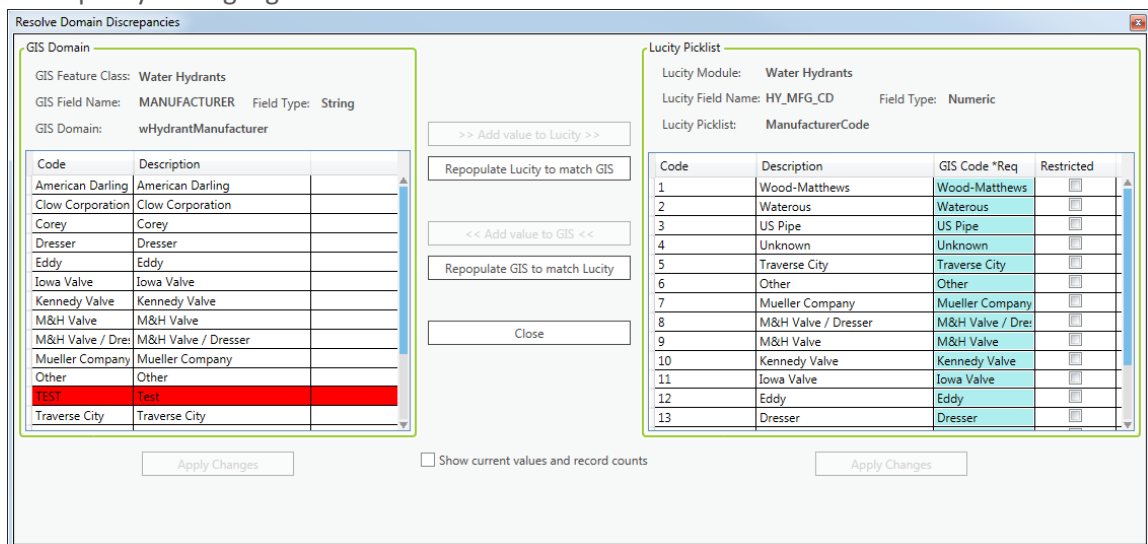 Resolve Domain Discrepancies
GIS Domain
GIS Feature Class: Water Hydrants
GIS Field Name: MANUFACTURER Field Type: String
GIS Domain: wHydrantManufacturer
Code Description
American Darling American Darling
Clow Corporation Clow Corporation
Corey Corey
Dresser Dresser
Eddy Eddy
Iowa Valve Iowa Valve
Kennedy Valve Kennedy Valve
M&H Valve M&H Valve
M&H Valve / Dre: M&H Valve / Dresser
Mueller Company Mueller Company
Other Other
TEST Test
Traverse City Traverse City
Apply Changes
>> Add value to Lucity >>
Repopulate Lucity to match GIS
<< Add value to GIS <<
Repopulate GIS to match Lucity
Close
Show current values and record counts
Lucity Picklist
Lucity Module: Water Hydrants
Lucity Field Name: HY_MFG_CD Field Type: Numeric
Lucity Picklist: ManufacturerCode
Code Description GIS Code *Req Restricted
1 Wood-Matthews Wood-Matthews
2 Waterous Waterous
3 US Pipe US Pipe
4 Unknown Unknown
5 Traverse City Traverse City
6 Other Other
7 Mueller Company Mueller Company
8 M&H Valve / Dresser M&H Valve / Dre:
9 M&H Valve M&H Valve
10 Kennedy Valve Kennedy Valve
11 Iowa Valve Iowa Valve
12 Eddy Eddy
13 Dresser Dresser
Apply Changes